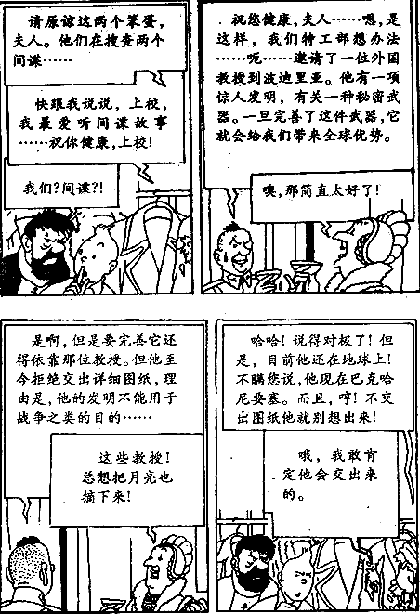 请原谅这两个笨蛋，
夫人。他们在搜查两个
间谍……
快跟我说说，上校，
我最爱听间谍故事
……祝你健康，上校！
我们？间谍？！
祝您健康，夫人……嗯，是
这样，我们特工部想办法
……呃……邀请了一位外国
教授到波迪里亚。他有一项
惊人发明，有关一种秘密武
器。一旦完善了这件武器，它
就会给我们带来全球优势。
噢，那简直太好了！
是啊，但是要完善它还
得依靠那位教授。但他至
今拒绝交出详细图纸，理
由是，他的发明不能用于
战争之类的目的……
这些教授！
总想把月亮也
摘下来！
哈哈！说得对极了！但
是，目前他还在地球上！
不瞒您说，他现在巴克哈
尼要塞。而且，哼！不交
出图纸他就别想出来！
哦，我敢肯
定他会交出来
的。